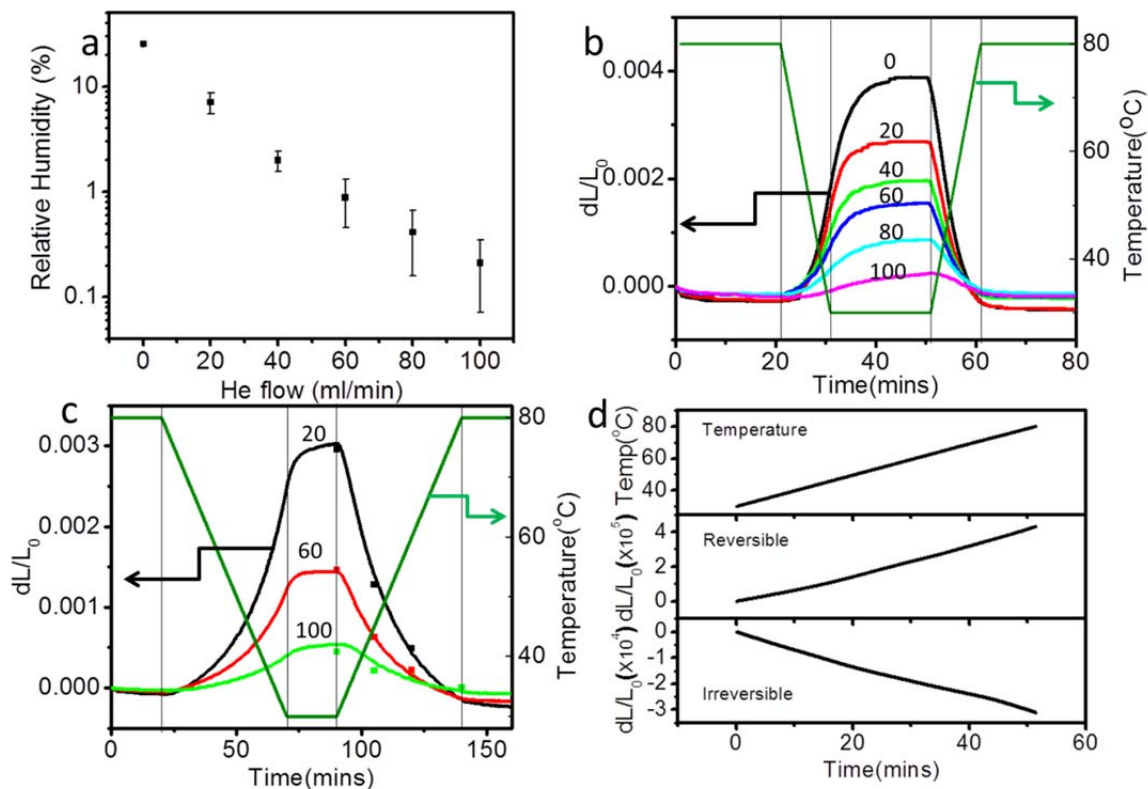 a
Relative Humidity (%)
10
1
0.1
0 20 40 60 80 100
He flow (ml/min)
b
dL/L0
0.004
0.002
0.000
0
20
40
60
80
100
80
60
40
Temperature(oC)
0 20 40 60 80
Time(mins)
c
dL/L0
0.003
0.002
0.001
0.000
20
60
100
80
60
40
Temperature(oC)
0 50 100 150
Time(mins)
d
Temperature
80
60
40
Temp(oC)
Reversible
4
2
0
dL/L0(x105)
Irreversible
0
-1
-2
-3
dL/L0(x104)
0 20 40 60
Time(mins)